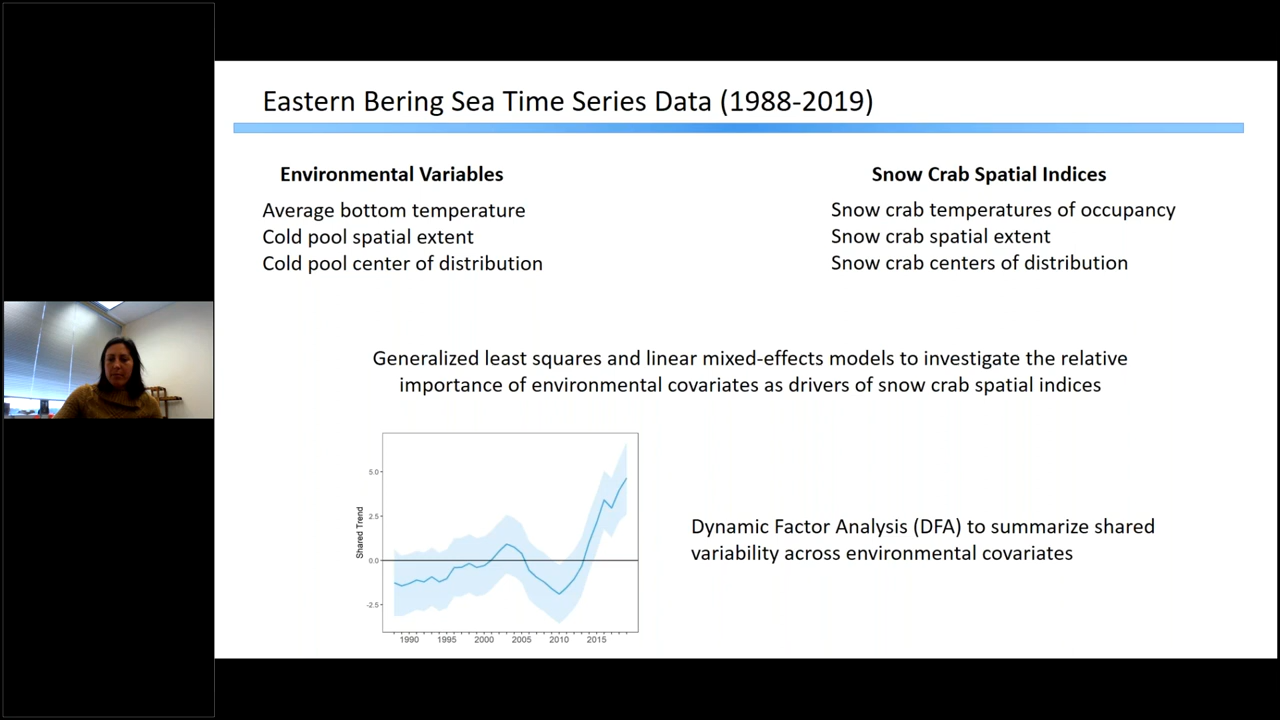 Eastern Bering Sea Time Series Data (1988-2019)
Environmental Variables
Average bottom temperature
Cold pool spatial extent
Cold pool center of distribution
Snow Crab Spatial Indices
Snow crab temperatures of occupancy
Snow crab spatial extent
Snow crab centers of distribution
Generalized least squares and linear mixed-effects models to investigate the relative
importance of environmental covariates as drivers of snow crab spatial indices
Shared Trend
5.0
2.5
0.0
-2.5
1990 1995 2000 2005 2010 2015
Dynamic Factor Analysis (DFA) to summarize shared
variability across environmental covariates